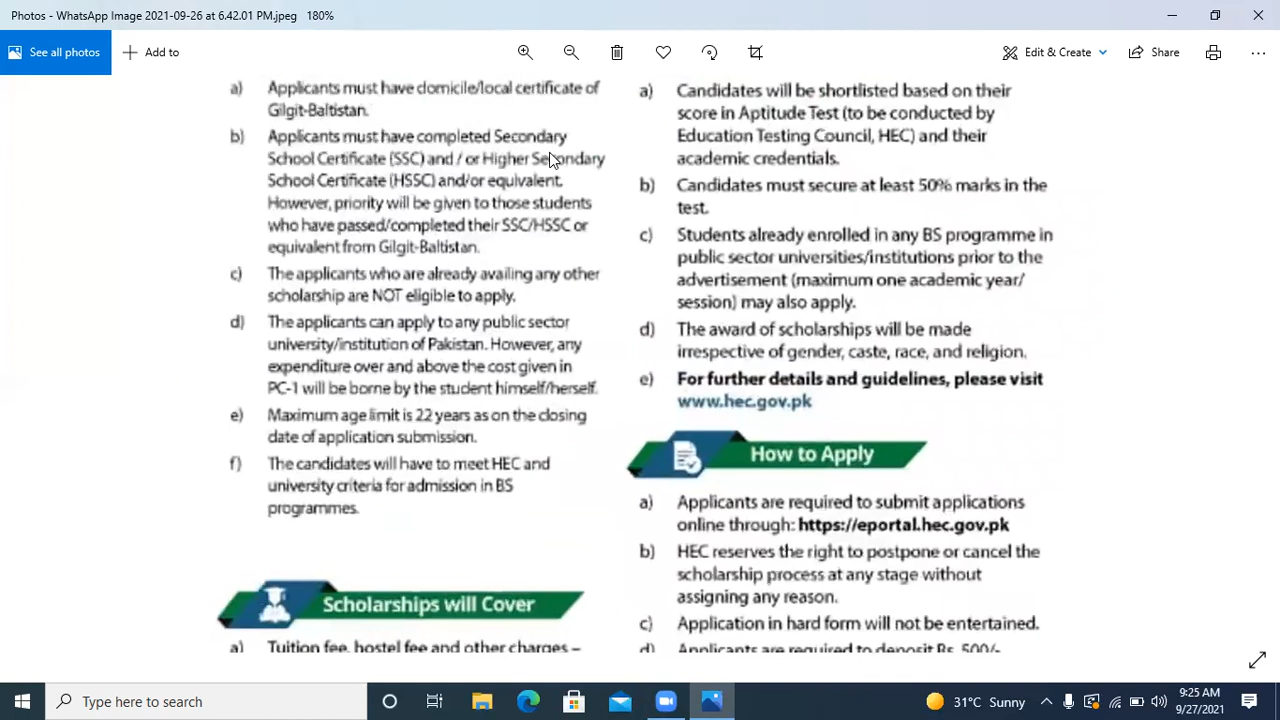 Photos - WhatsApp Image 2021-09-26 at 6.42.01 PM.jpeg 180%
See all photos
Add to
Edit & Create
Share
a) Applicants must have domicile/local certificate of
Gilgit-Baltistan.
b) Applicants must have completed Secondary
School Certificate (SSC) and / or Higher Secondary
School Certificate (HSSC) and/or equivalent.
However, priority will be given to those students
who have passed/completed their SSC/HSSC or
equivalent from Gilgit-Baltistan.
c) The applicants who are already availing any other
scholarship are NOT eligible to apply.
d) The applicants can apply to any public sector
university/institution of Pakistan. However, any
expenditure over and above the cost given in
PC-1 will be borne by the student himself/herself.
e) Maximum age limit is 22 years as on the closing
date of application submission.
f) The candidates will have to meet HEC and
university criteria for admission in BS
programmes.
Scholarships will Cover
a) Tuition fee, hostel fee and other charges –
a) Candidates will be shortlisted based on their
score in Aptitude Test (to be conducted by
Education Testing Council, HEC) and their
academic credentials.
b) Candidates must secure at least 50% marks in the
test.
c) Students already enrolled in any BS programme in
public sector universities/institutions prior to the
advertisement (maximum one academic year/
session) may also apply.
d) The award of scholarships will be made
irrespective of gender, caste, race, and religion.
e) For further details and guidelines, please visit
www.hec.gov.pk
How to Apply
a) Applicants are required to submit applications
online through: https://eportal.hec.gov.pk
b) HEC reserves the right to postpone or cancel the
scholarship process at any stage without
assigning any reason.
c) Application in hard form will not be entertained.
d) Applicants are required to deposit Rs. 500/-
Type here to search
31°C Sunny
9:25 AM
9/27/2021